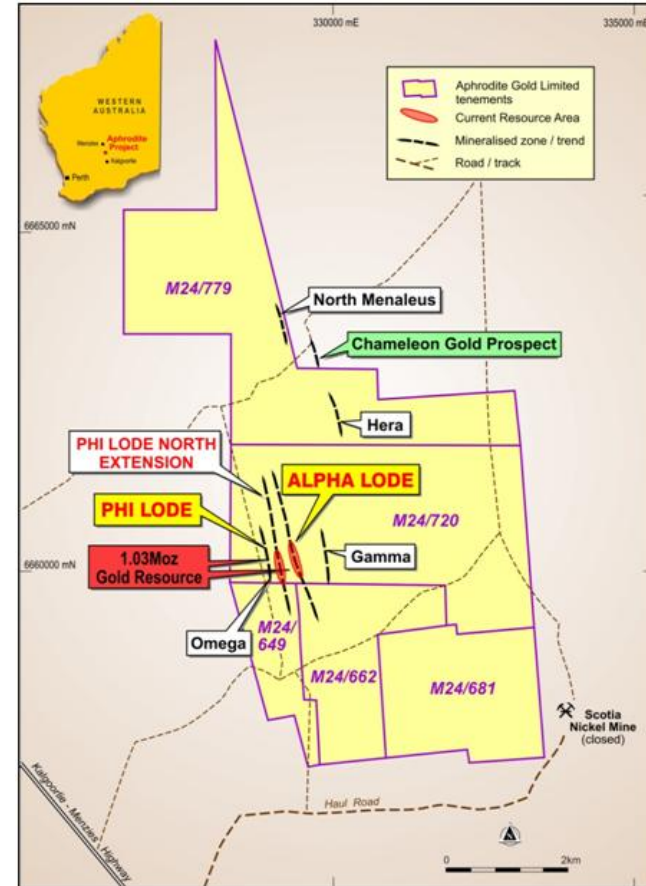 330000 mE
335000 mE
WESTERN
AUSTRALIA
Menzies
Aphrodite
Project
Kalgoorlie
Perth
Aphrodite Gold Limited
tenements
Current Resource Area
Mineralised zone / trend
Road / track
6665000 mN
M24/779
North Menaleus
Chameleon Gold Prospect
Hera
PHI LODE NORTH
EXTENSION
ALPHA LODE
PHI LODE
M24/720
1.03Moz
Gold Resource
Gamma
6660000 mN
Omega
M24/
649
M24/662
M24/681
Scotia
Nickel Mine
(closed)
Haul Road
Kalgoorlie - Menzies Highway
0
2km